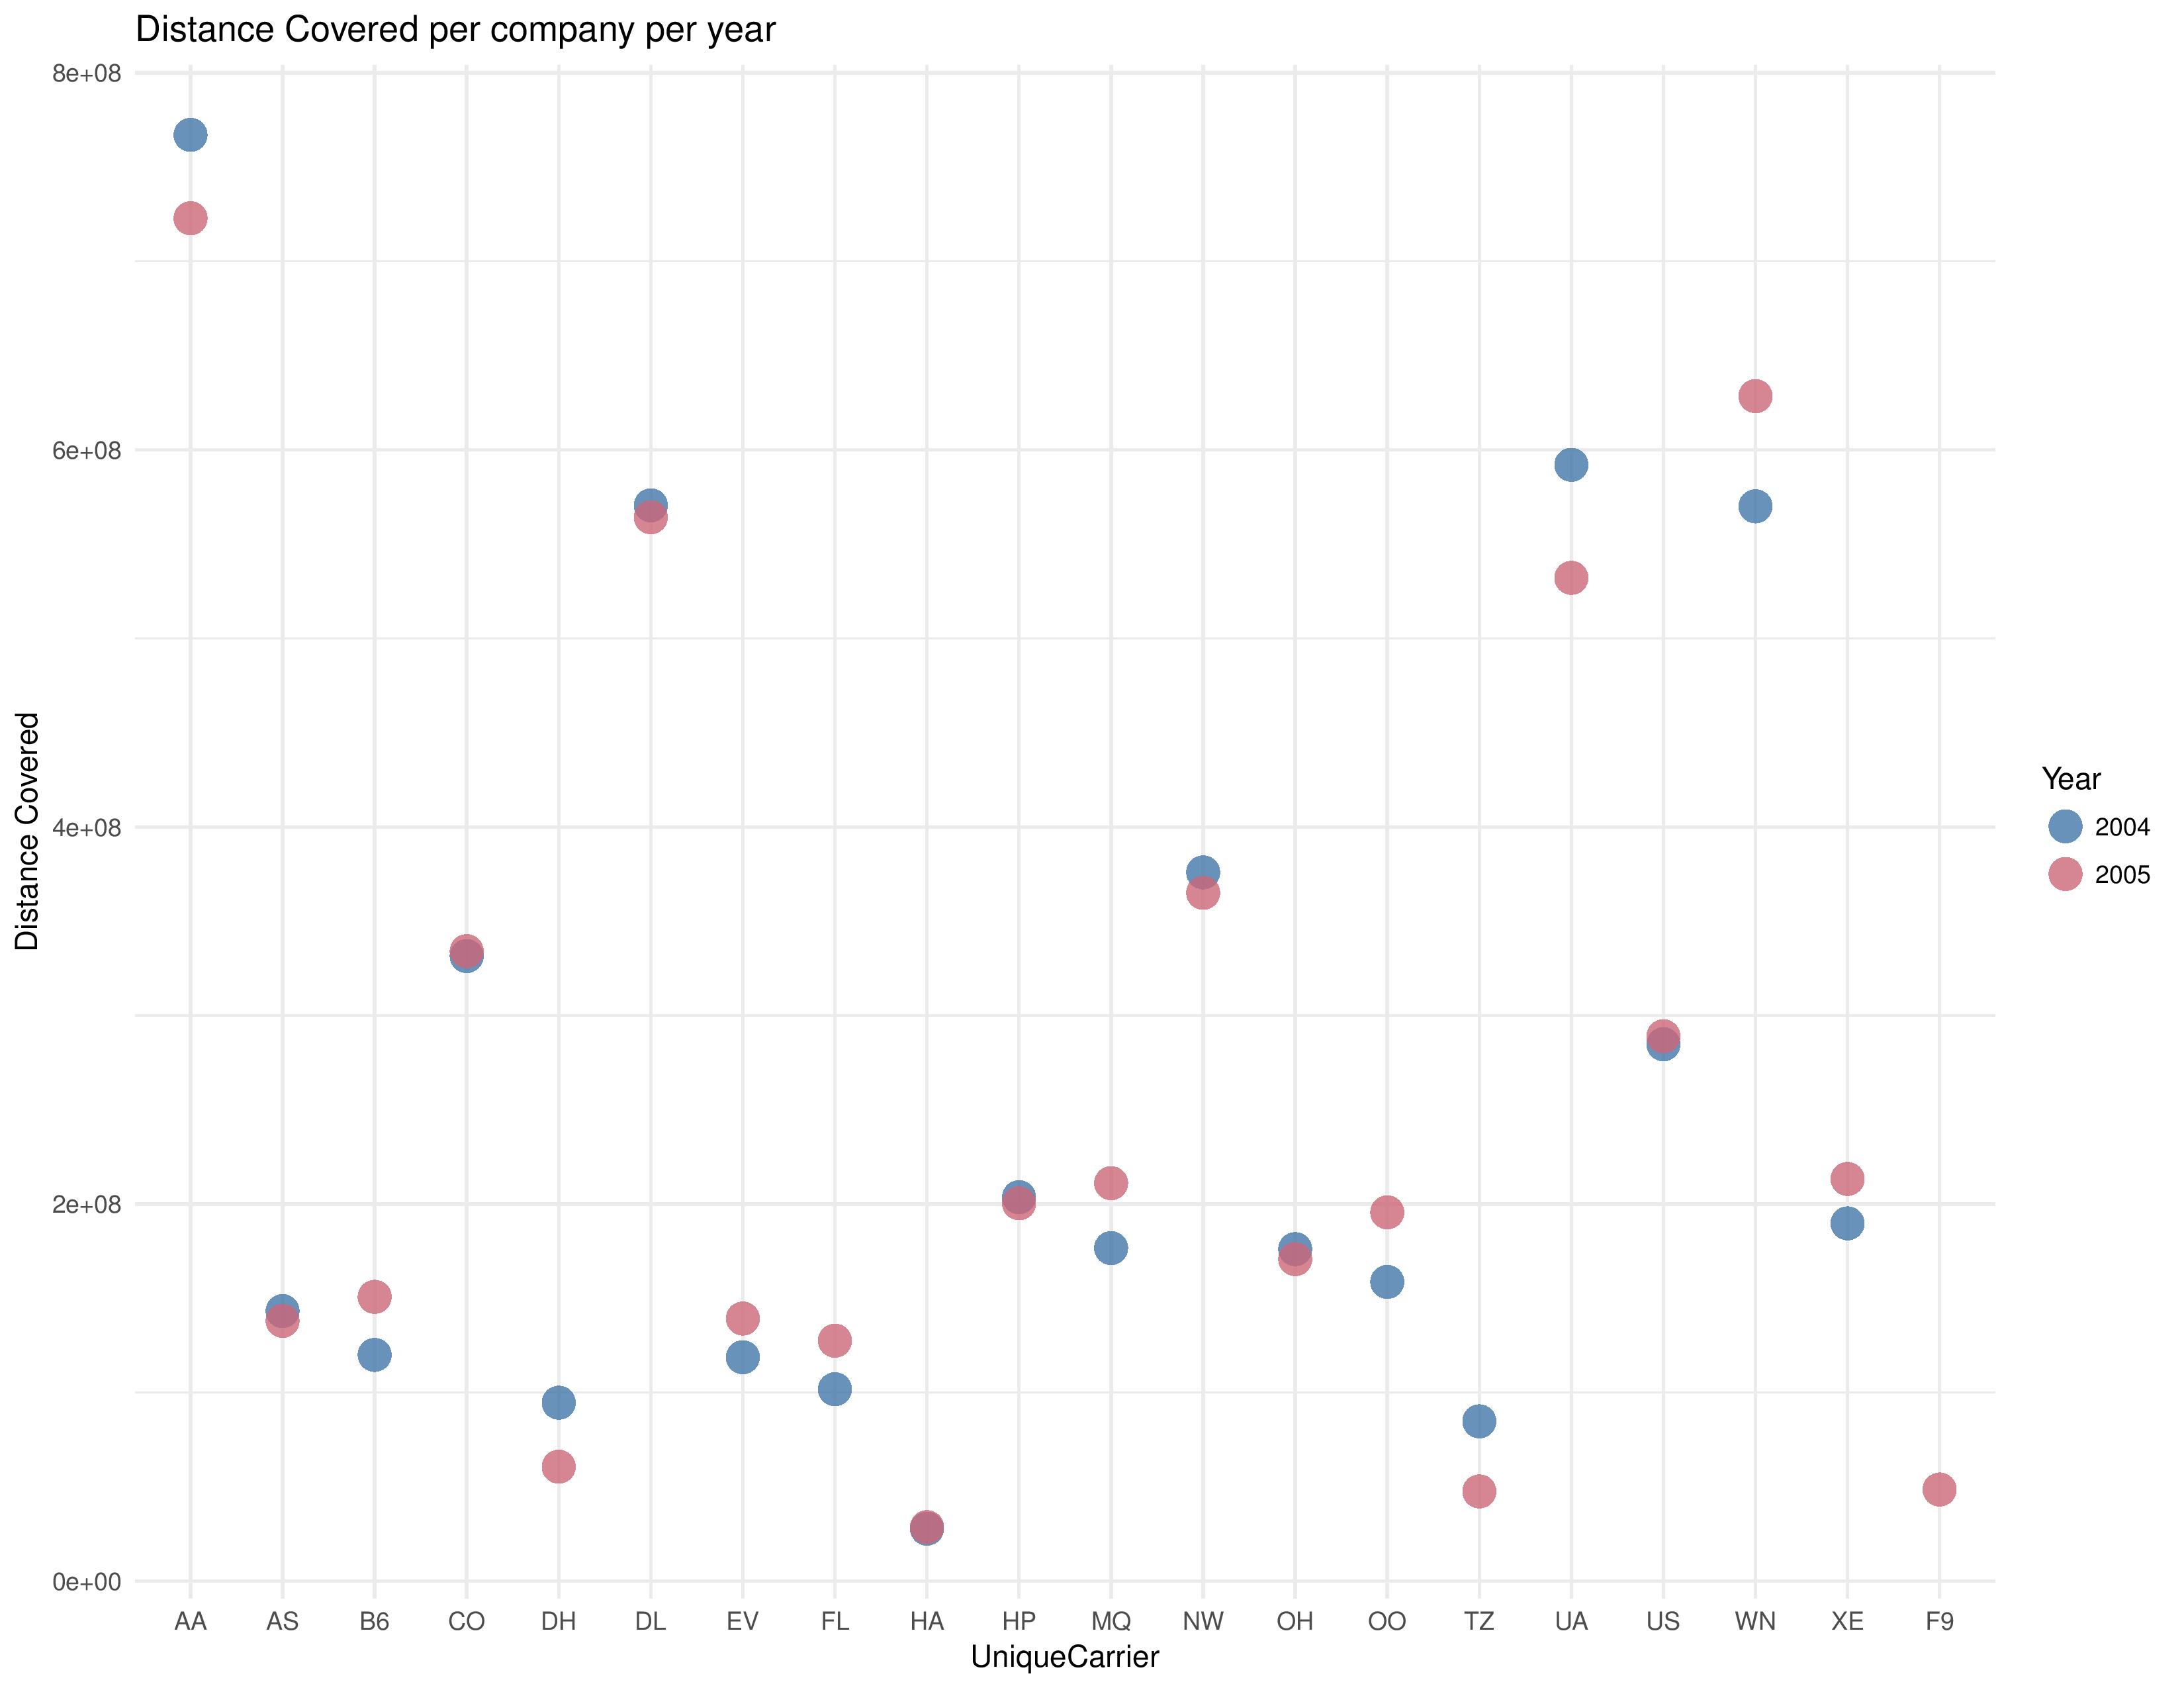 Distance Covered per company per year
8e+08
6e+08
4e+08
2e+08
0e+00
Distance Covered
AA AS B6 CO DH DL EV FL HA HP MQ NW OH OO TZ UA US WN XE F9
UniqueCarrier
Year
2004
2005